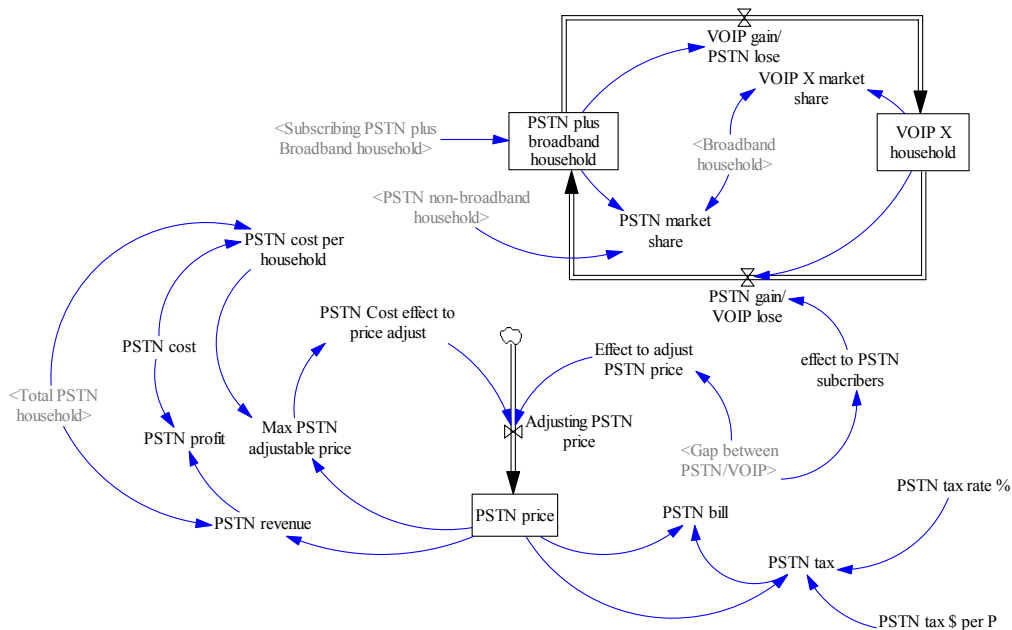 VOIP gain/
PSTN lose
VOIP X market
share
<Subscribing PSTN plus
Broadband household>
PSTN plus
broadband
household
<Broadband
household>
VOIP X
household
<PSTN non-broadband
household>
PSTN market
share
PSTN cost per
household
PSTN gain/
VOIP lose
PSTN Cost effect to
price adjust
PSTN cost
Effect to adjust
PSTN price
effect to PSTN
subcribers
<Total PSTN
household>
Max PSTN
adjustable price
Adjusting PSTN
price
PSTN profit
<Gap between
PSTN/VOIP>
PSTN tax rate %
PSTN revenue
PSTN price
PSTN bill
PSTN tax
PSTN tax $ per P